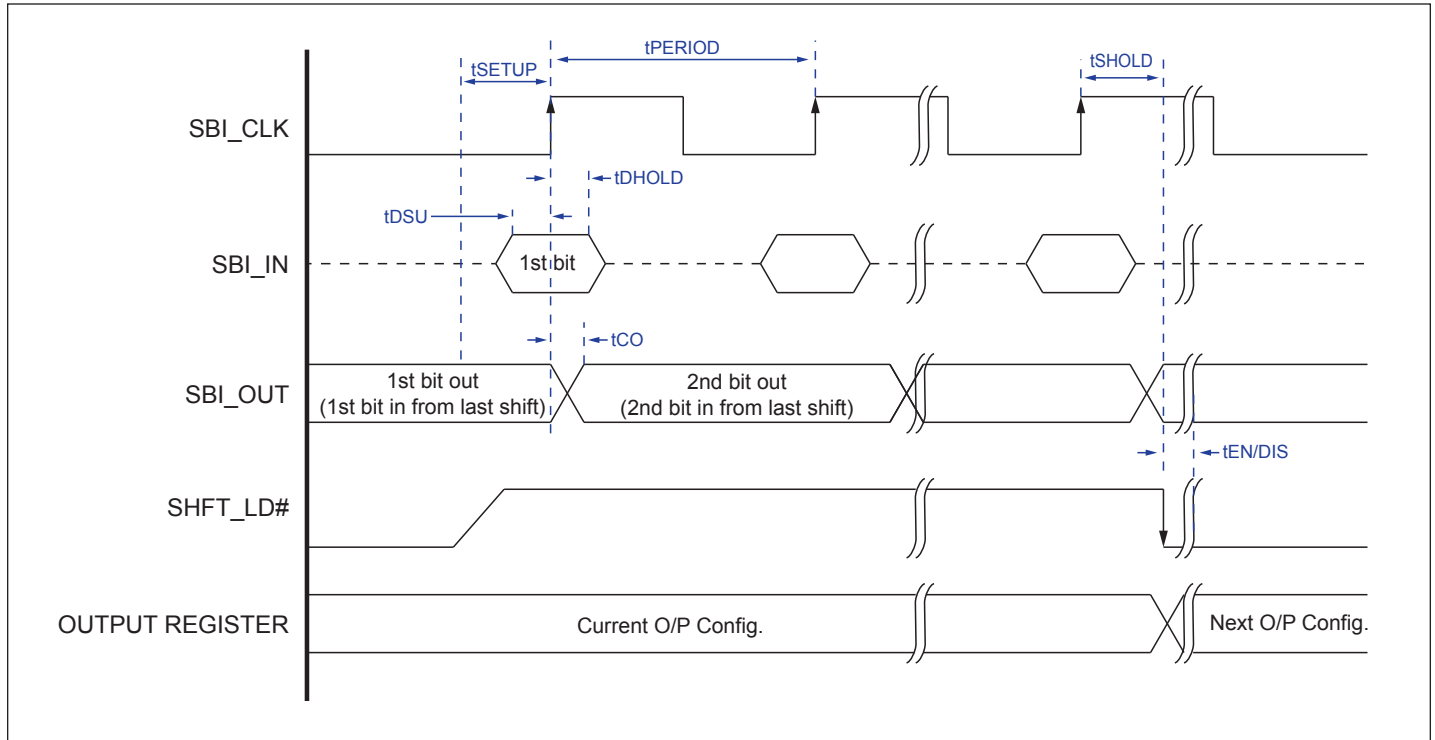 tPERIOD
tSETUP
tSHOLD
SBI_CLK
tDHOLD
tDSU
SBI_IN
1st bit
tCO
SBI_OUT
1st bit out
(1st bit in from last shift)
2nd bit out
(2nd bit in from last shift)
tEN/DIS
SHFT_LD#
OUTPUT REGISTER
Current O/P Config.
Next O/P Config.